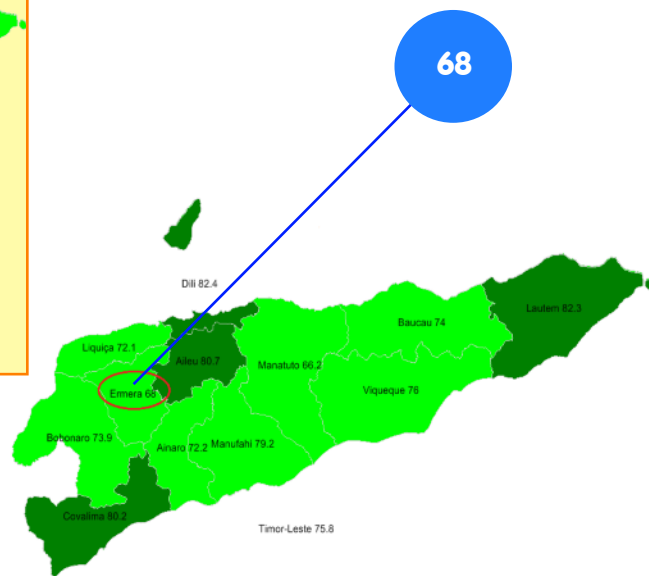 68
Dili 82.4
Lautem 82.3
Baucau 74
Liquiça 72.1
Aileu 80.7
Manatuto 66.2
Ermera 68
Viqueque 76
Bobonaro 73.9
Ainaro 72.2
Manufahi 79.2
Covalima 80.2
Timor-Leste 75.8